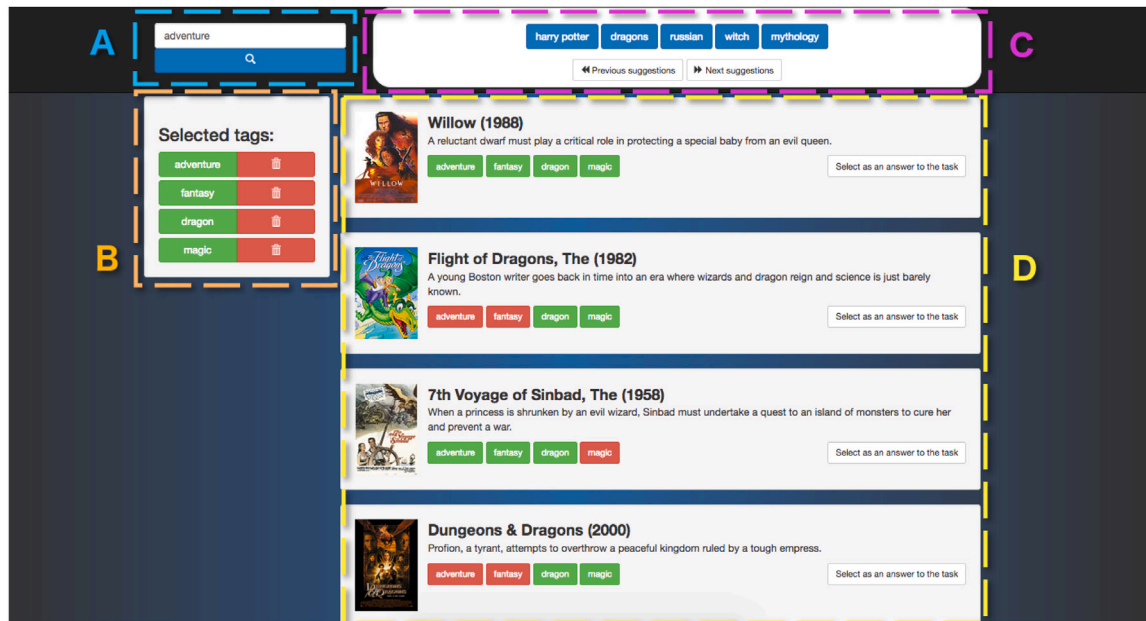 A
adventure
harry potter dragons russian witch mythology
Previous suggestions Next suggestions
C
Selected tags:
adventure
fantasy
dragon
magic
B
WILLOW
Willow (1988)
A reluctant dwarf must play a critical role in protecting a special baby from an evil queen.
adventure fantasy dragon magic
Select as an answer to the task
Flight of Dragons, The (1982)
A young Boston writer goes back in time into an era where wizards and dragon reign and science is just barely
known.
adventure fantasy dragon magic
Select as an answer to the task
D
7th Voyage of Sinbad, The (1958)
When a princess is shrunken by an evil wizard, Sinbad must undertake a quest to an island of monsters to cure her
and prevent a war.
adventure fantasy dragon magic
Select as an answer to the task
Dungeons & Dragons (2000)
Profion, a tyrant, attempts to overthrow a peaceful kingdom ruled by a tough empress.
adventure fantasy dragon magic
Select as an answer to the task